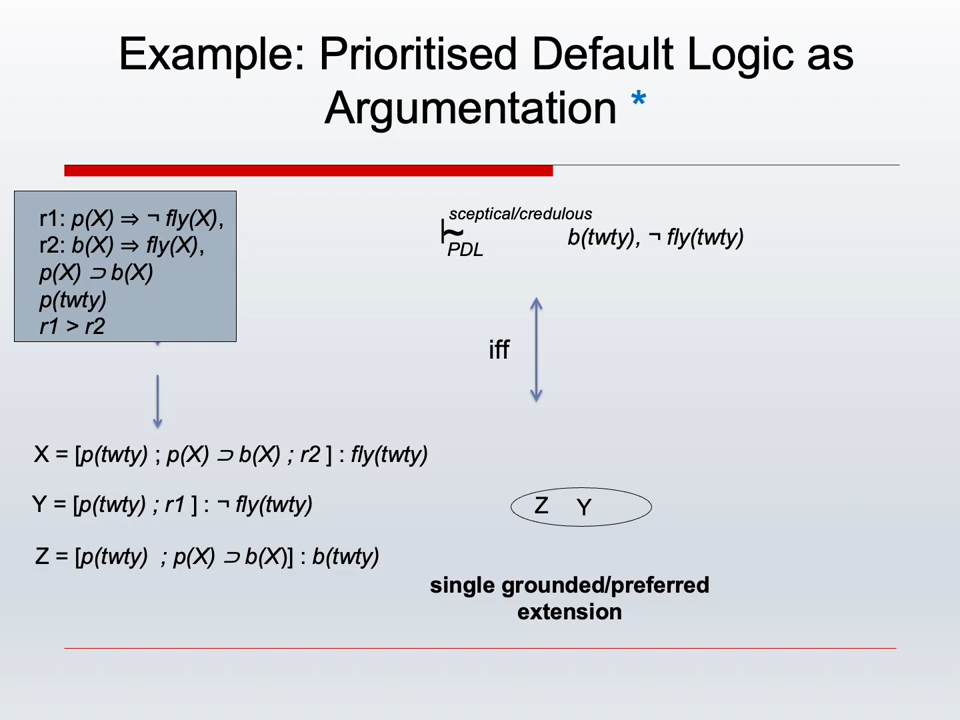 Example: Prioritised Default Logic as
Argumentation *
r1: p(X) ⇒ ¬ fly(X),
r2: b(X) ⇒ fly(X),
p(X) ⊃ b(X)
p(twty)
r1 > r2
sceptical/credulous
|~ b(twty), ¬ fly(twty)
PDL
iff
X = [p(twty) ; p(X) ⊃ b(X) ; r2 ] : fly(twty)
Y = [p(twty) ; r1 ] : ¬ fly(twty)
Z Y
Z = [p(twty) ; p(X) ⊃ b(X)] : b(twty)
single grounded/preferred
extension